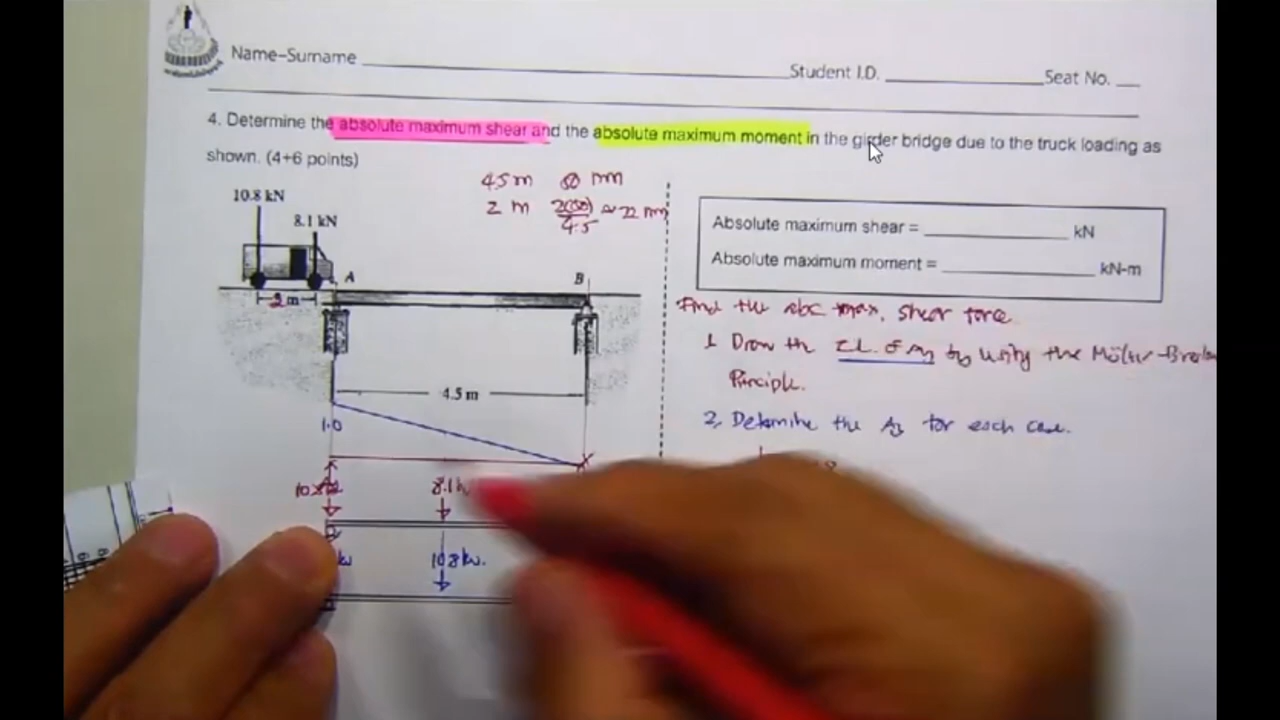 Name–Surname Student I.D. Seat No.
4. Determine the absolute maximum shear and the absolute maximum moment in the girder bridge due to the truck loading as
shown. (4+6 points)
10.8 kN
8.1 kN
2 m
A
B
4.5 m
4.5 m
2 m
4.5
Absolute maximum shear = kN
Absolute maximum moment = kN-m
Find the abs max. shear force.
1. Draw the I.L. of Ay by using the Müller-
Principle.
2. Determine the Ay for each case.
1.0
10.8
10.8 kN.